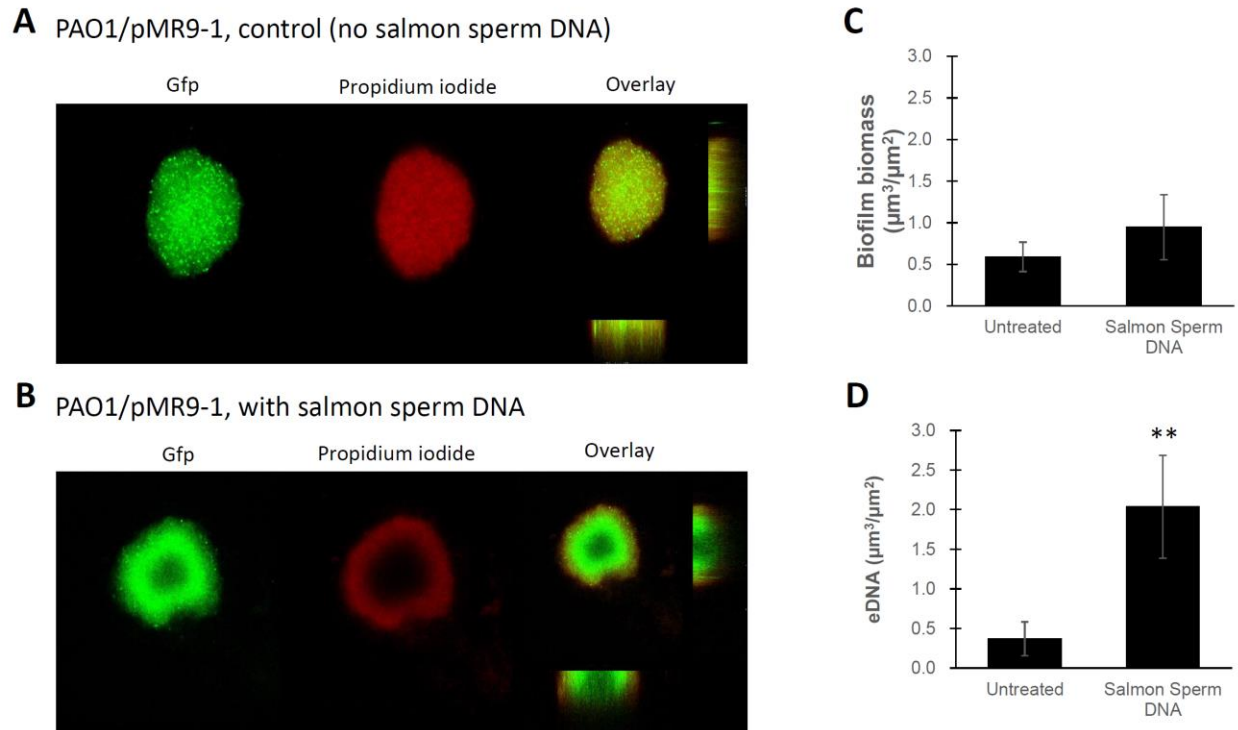 A PAO1/pMR9-1, control (no salmon sperm DNA)
Gfp Propidium iodide Overlay
B PAO1/pMR9-1, with salmon sperm DNA
Gfp Propidium iodide Overlay
C
Biofilm biomass
(µm³/µm²)
3.0
2.5
2.0
1.5
1.0
0.5
0.0
Untreated Salmon Sperm
DNA
D
eDNA (µm³/µm²)
3.0
2.5
2.0
1.5
1.0
0.5
0.0
**
Untreated Salmon Sperm
DNA